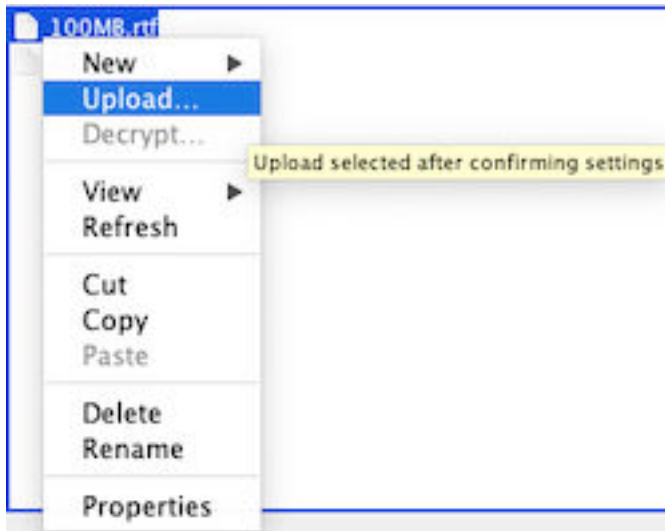 100MB.rtf
New
Upload...
Decrypt...
Upload selected after confirming settings
View
Refresh
Cut
Copy
Paste
Delete
Rename
Properties